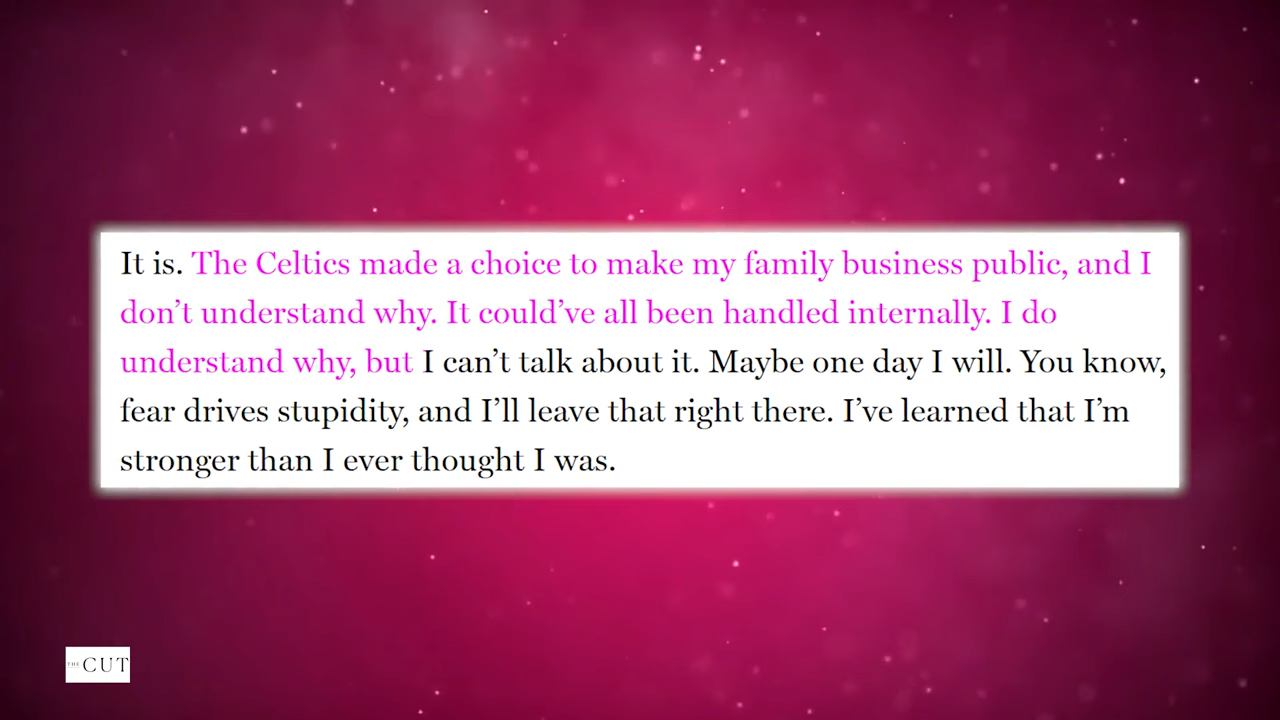 It is. The Celtics made a choice to make my family business public, and I
don’t understand why. It could’ve all been handled internally. I do
understand why, but I can’t talk about it. Maybe one day I will. You know,
fear drives stupidity, and I’ll leave that right there. I’ve learned that I’m
stronger than I ever thought I was.
THE CUT